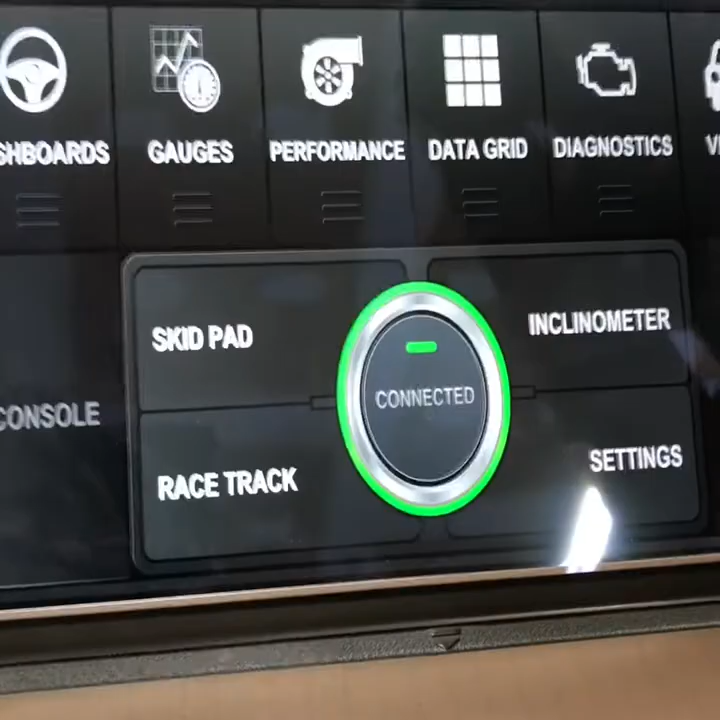 SHBOARDS
GAUGES
PERFORMANCE
DATA GRID
DIAGNOSTICS
SKID PAD
INCLINOMETER
CONNECTED
CONSOLE
RACE TRACK
SETTINGS